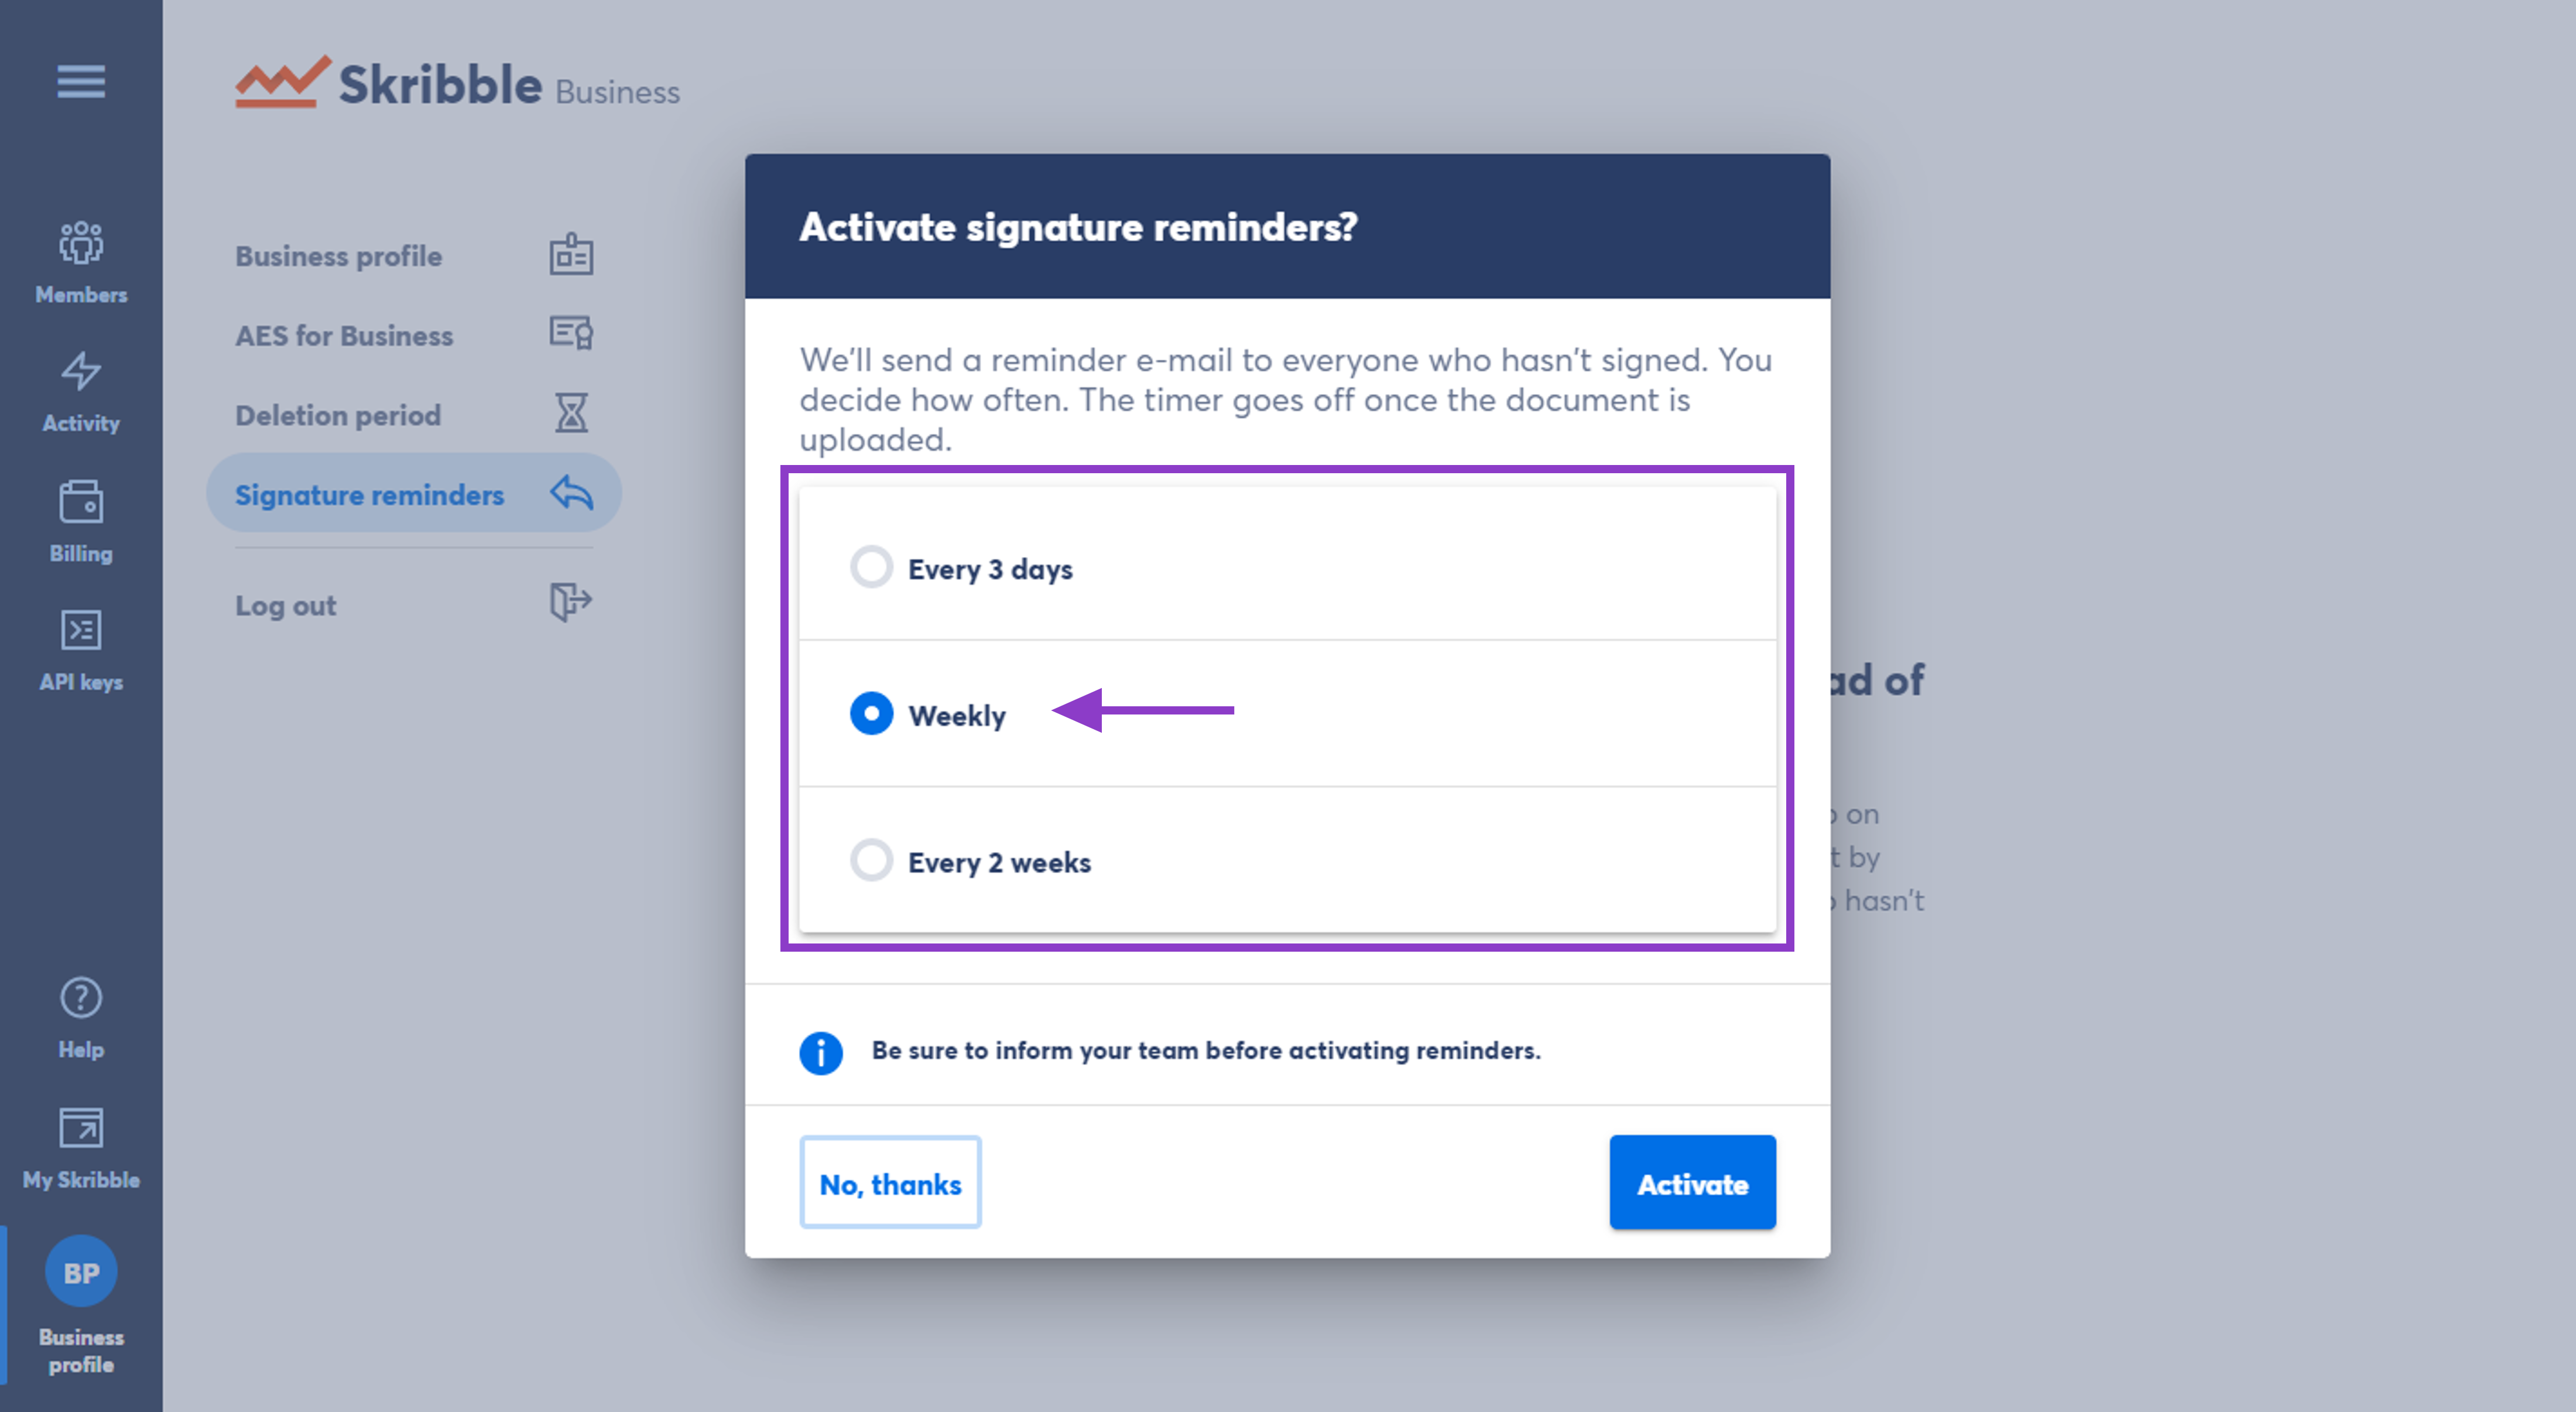 Skribble Business
Members
Activity
Billing
API keys
Help
My Skribble
BP
Business
profile
Business profile
AES for Business
Deletion period
Signature reminders
Log out
Activate signature reminders?
We'll send a reminder e-mail to everyone who hasn't signed. You
decide how often. The timer goes off once the document is
uploaded.
Every 3 days
Weekly
Every 2 weeks
Be sure to inform your team before activating reminders.
No, thanks
Activate
of
on
by
hasn't